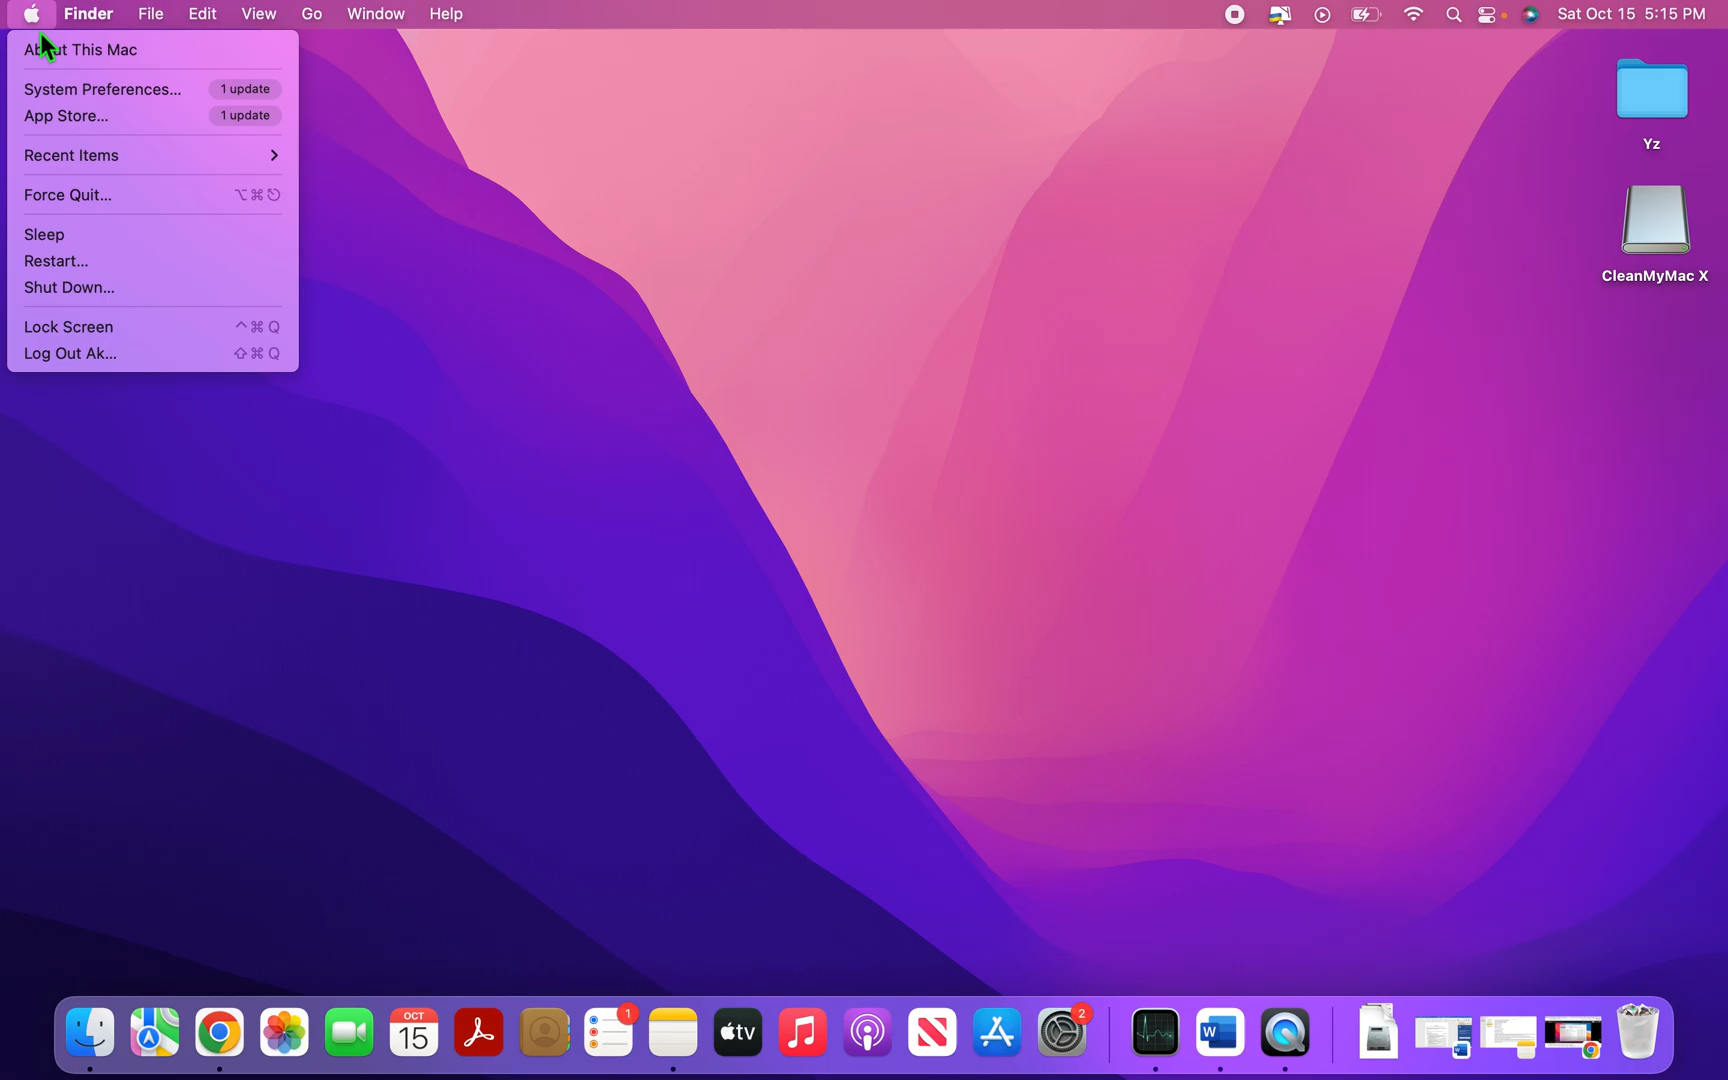 Finder File Edit View Go Window Help Sat Oct 15 5:15 PM
About This Mac
System Preferences... 1 update
App Store... 1 update
Recent Items
Force Quit... ⌥⌘⎋
Sleep
Restart...
Shut Down...
Lock Screen ^⌘Q
Log Out Ak... ⇧⌘Q
Yz
CleanMyMac X
OCT
15
1
tv
2
W